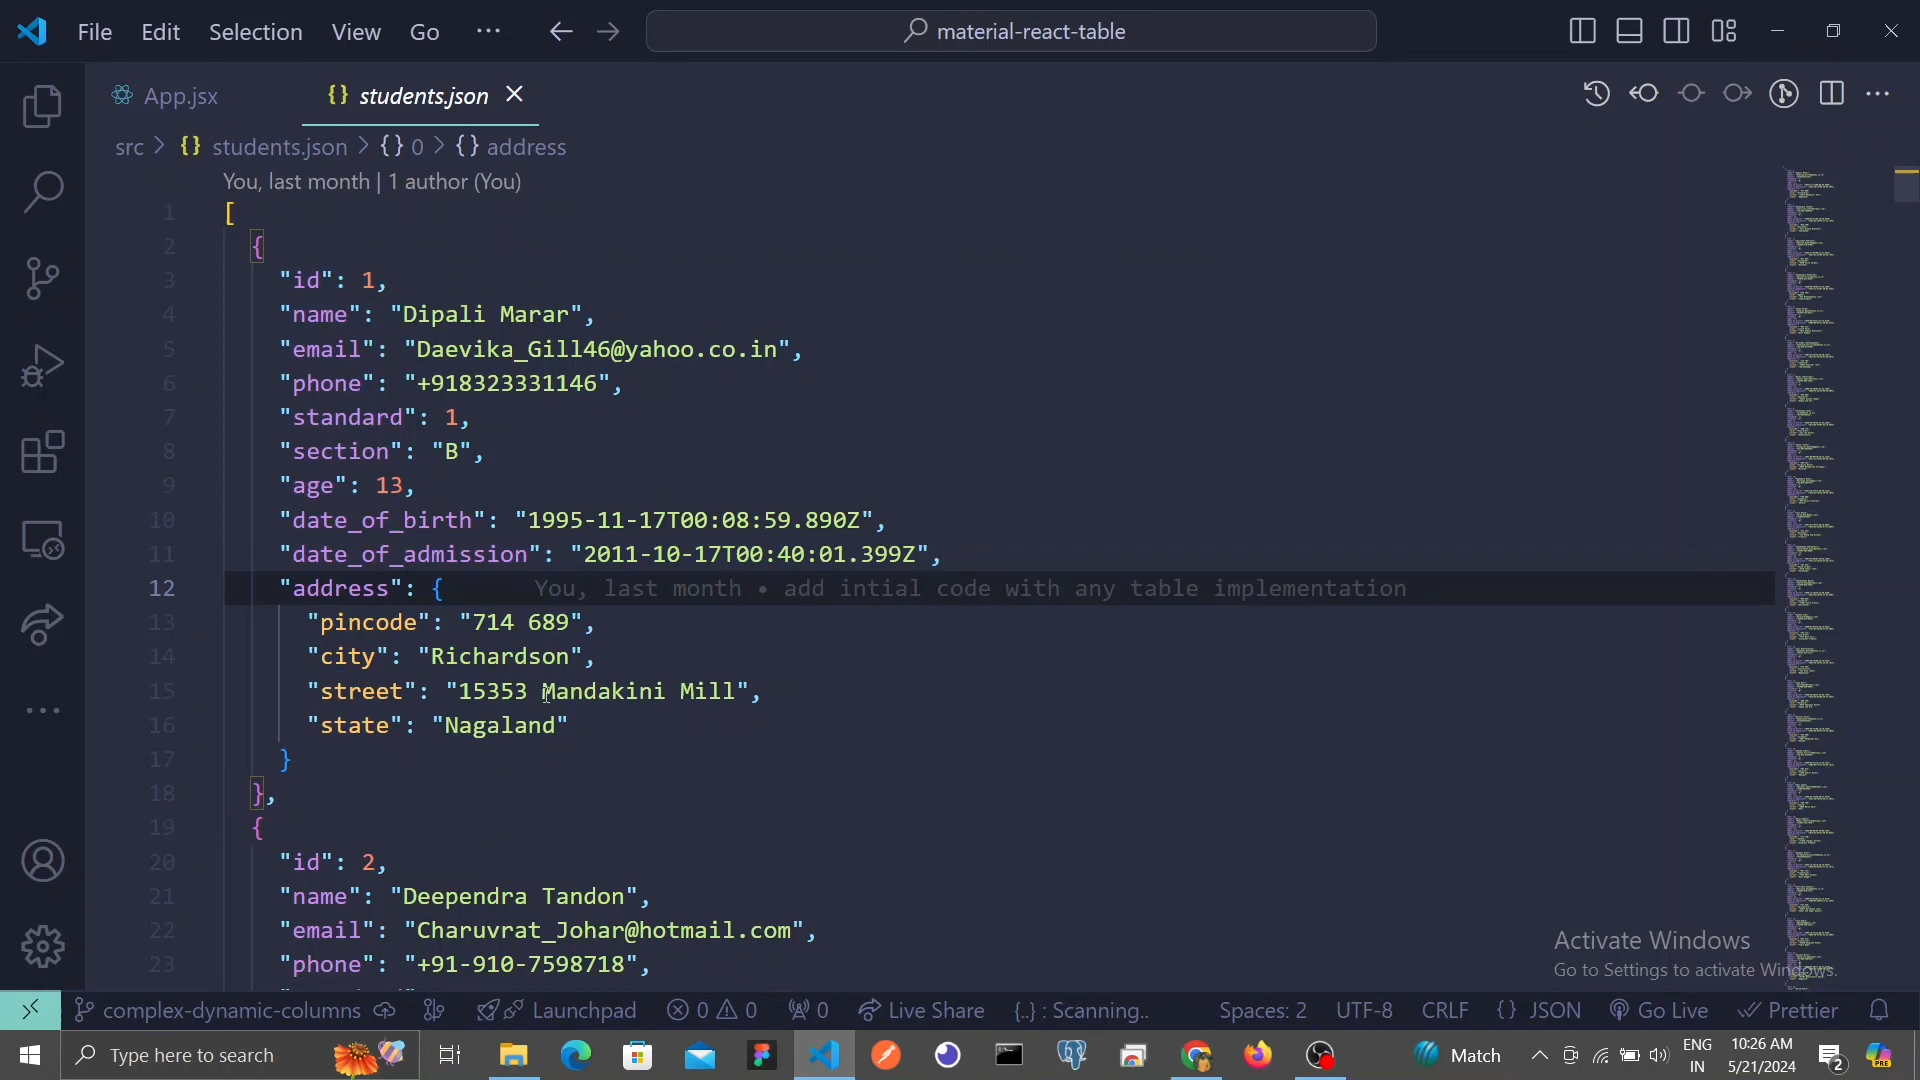 File Edit Selection View Go ··· material-react-table
App.jsx {} students.json
src > {} students.json > {} 0 > {} address
You, last month | 1 author (You)
1 [
2 {
3 "id": 1,
4 "name": "Dipali Marar",
5 "email": "Daevika_Gill46@yahoo.co.in",
6 "phone": "+918323331146",
7 "standard": 1,
8 "section": "B",
9 "age": 13,
10 "date_of_birth": "1995-11-17T00:08:59.890Z",
11 "date_of_admission": "2011-10-17T00:40:01.399Z",
12 "address": { You, last month • add intial code with any table implementation
13 "pincode": "714 689",
14 "city": "Richardson",
15 "street": "15353 Mandakini Mill",
16 "state": "Nagaland"
17 }
18 },
19 {
20 "id": 2,
21 "name": "Deependra Tandon",
22 "email": "Charuvrat_Johar@hotmail.com",
23 "phone": "+91-910-7598718",
Activate Windows
Go to Settings to activate Windows.
complex-dynamic-columns Launchpad 0 0 0 Live Share {..} : Scanning.. Spaces: 2 UTF-8 CRLF {} JSON Go Live Prettier
Type here to search Match ENG IN 10:26 AM 5/21/2024 2 PRE